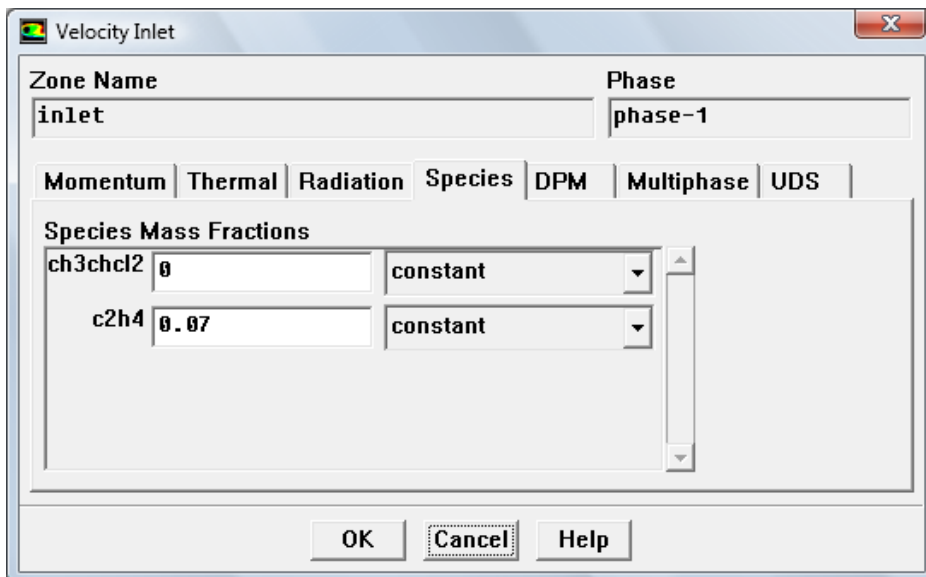 Velocity Inlet
Zone Name Phase
inlet phase-1
Momentum Thermal Radiation Species DPM Multiphase UDS
Species Mass Fractions
ch3chcl2 0 constant
c2h4 0.07 constant
OK Cancel Help